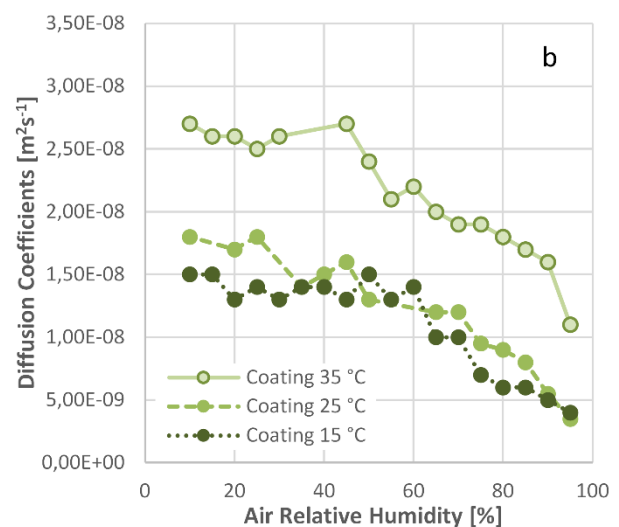 3,50E-08
b
3,00E-08
2,50E-08
2,00E-08
1,50E-08
1,00E-08
5,00E-09
0,00E+00
Diffusion Coefficients [m²s⁻¹]
Coating 35 °C
Coating 25 °C
Coating 15 °C
0 20 40 60 80 100
Air Relative Humidity [%]